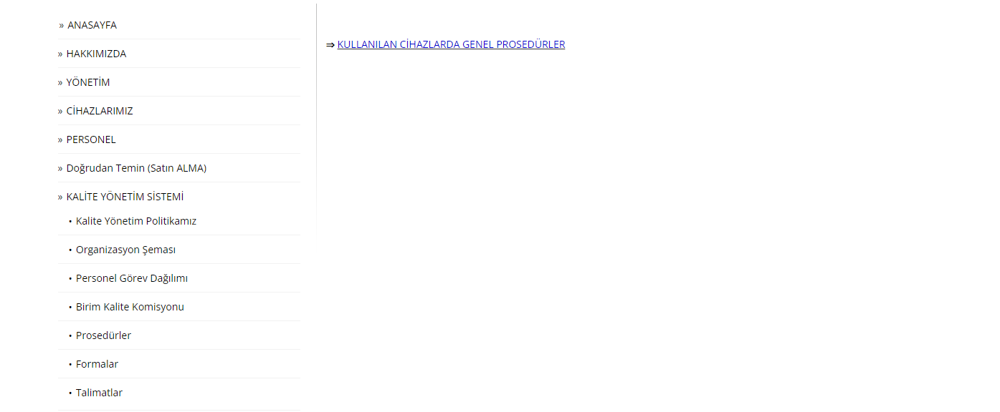 » ANASAYFA
» HAKKIMIZDA
» YÖNETİM
» CİHAZLARIMIZ
» PERSONEL
» Doğrudan Temin (Satın ALMA)
» KALİTE YÖNETİM SİSTEMİ
• Kalite Yönetim Politikamız
• Organizasyon Şeması
• Personel Görev Dağılımı
• Birim Kalite Komisyonu
• Prosedürler
• Formalar
• Talimatlar
⇒ KULLANILAN CİHAZLARDA GENEL PROSEDÜRLER